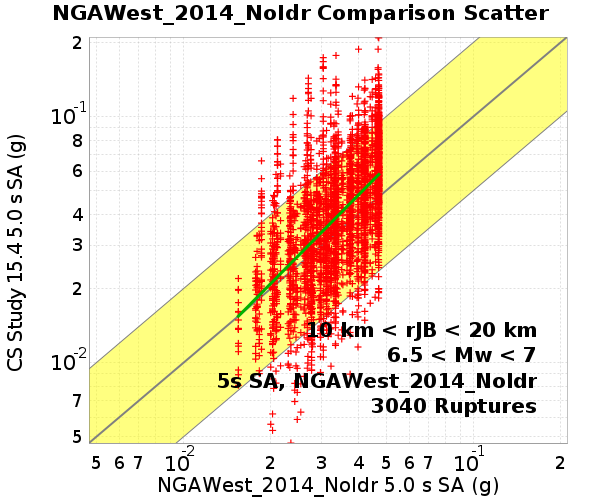 NGAWest_2014_NoIdr Comparison Scatter
CS Study 15.4 5.0 s SA (g)
2
10-1
8
6
4
3
2
10-2
7
5
10 km < rJB < 20 km
6.5 < Mw < 7
5s SA, NGAWest_2014_NoIdr
3040 Ruptures
5 6 7 10-2 2 3 4 5 6 7 10-1 2
NGAWest_2014_NoIdr 5.0 s SA (g)